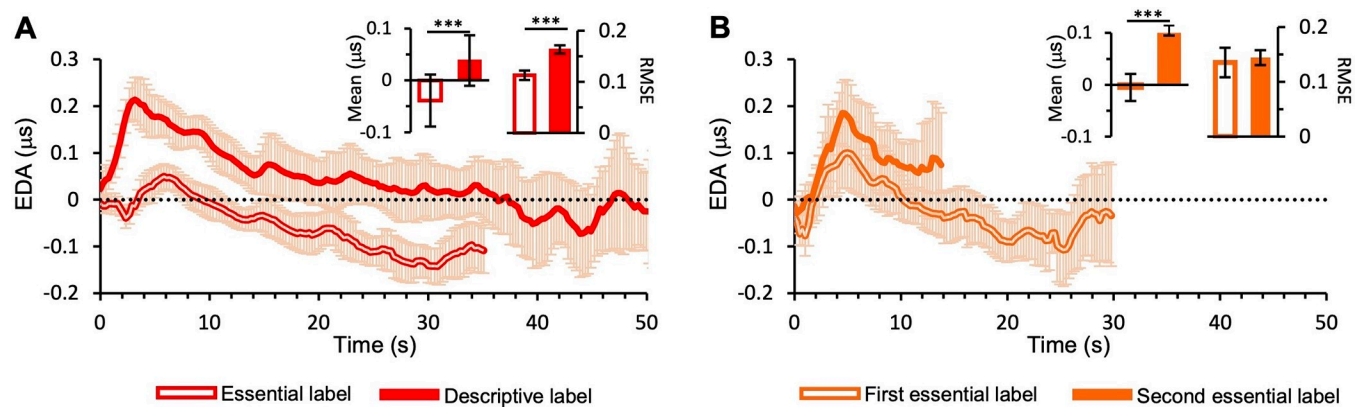 A
B
0.3
0.2
0.1
0
-0.1
-0.2
EDA (μs)
0 10 20 30 40 50
Time (s)
Mean (μs)
0.1
0
-0.1
***
***
0.2
0.1
0
RMSE
0.3
0.2
0.1
0
-0.1
-0.2
EDA (μs)
0 10 20 30 40 50
Time (s)
Mean (μs)
0.1
0
-0.1
***
0.2
0.1
0
RMSE
Essential label Descriptive label
First essential label Second essential label